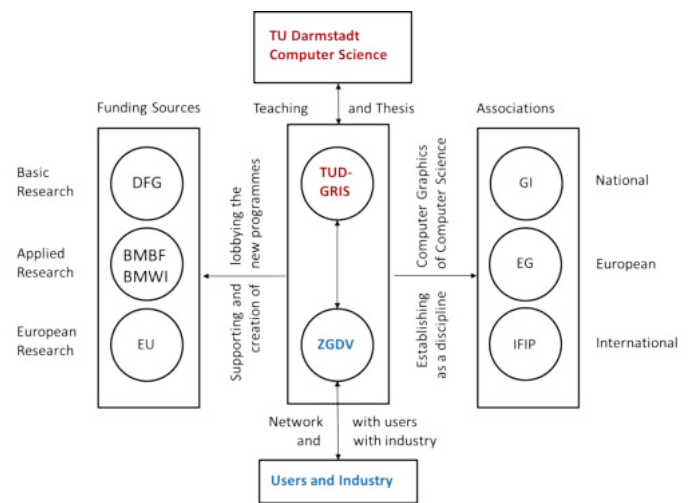 TU Darmstadt
Computer Science
Funding Sources
Teaching and Thesis
Associations
Basic
Research
DFG
TUD-
GRIS
GI
National
Applied
Research
BMBF
BMWI
EG
European
European
Research
EU
ZGDV
IFIP
International
Supporting and lobbying the
creation of new programmes
Establishing Computer Graphics
as a discipline of Computer Science
Network with users
and with industry
Users and Industry